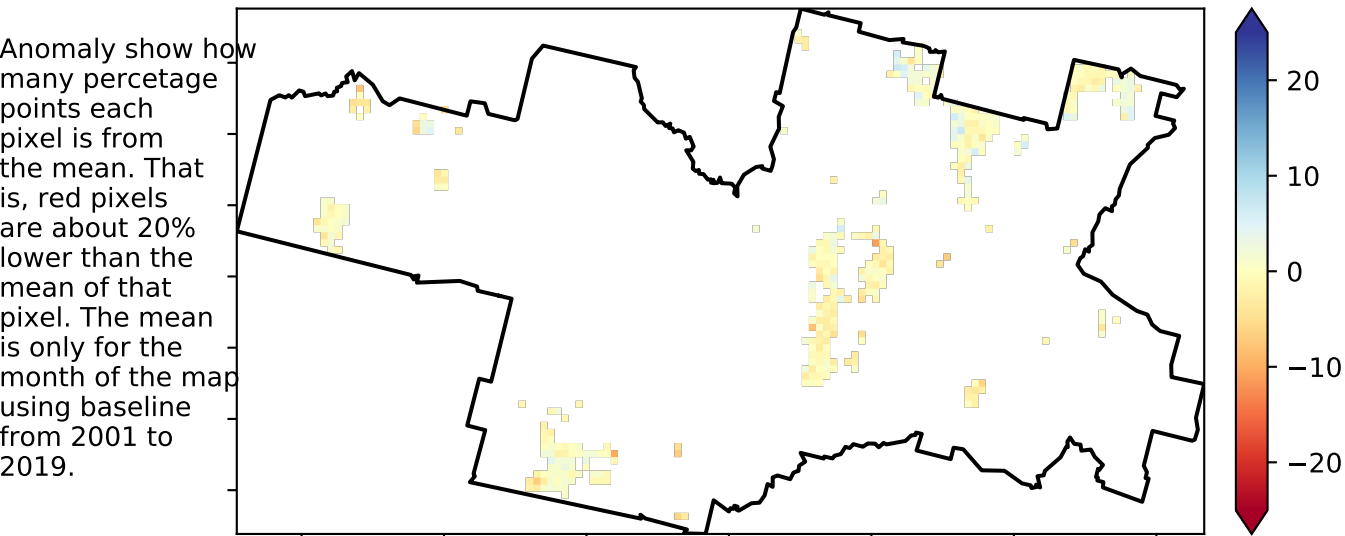 Anomaly show how
many percetage
points each
pixel is from
the mean. That
is, red pixels
are about 20%
lower than the
mean of that
pixel. The mean
is only for the
month of the map
using baseline
from 2001 to
2019.
20
10
0
−10
−20